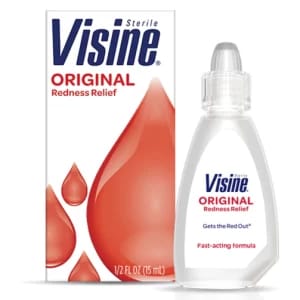 Sterile
Visine®
ORIGINAL
Redness Relief
1/2 FL OZ (15 mL)
Sterile
Visine®
ORIGINAL
Redness Relief
Gets the Red Out®
Fast-acting formula